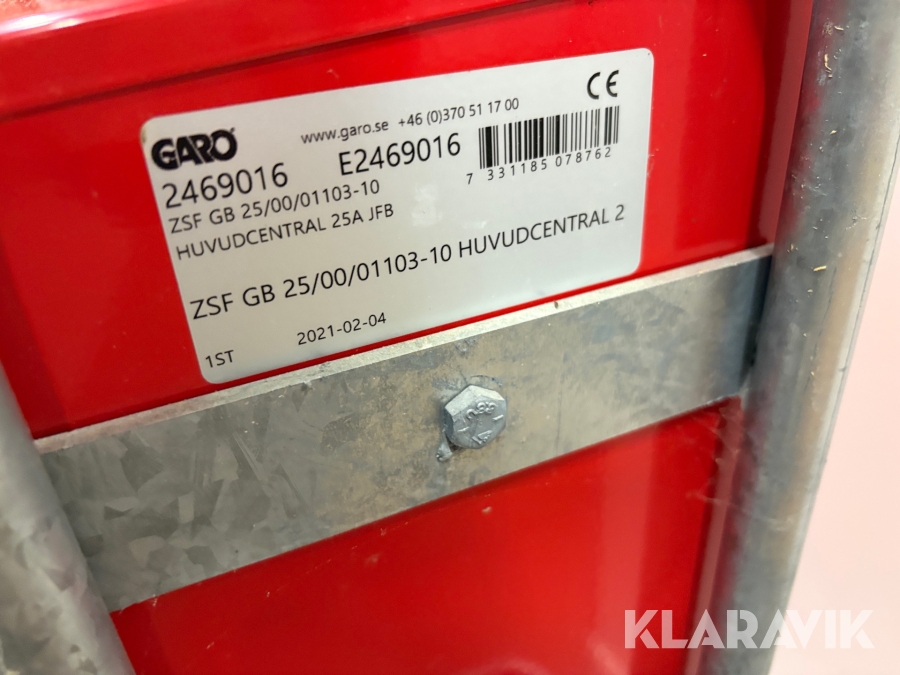 GARO
www.garo.se +46 (0)370 51 17 00
CE
2469016 E2469016
7 331185 078762
ZSF GB 25/00/01103-10
HUVUDCENTRAL 25A JFB
ZSF GB 25/00/01103-10 HUVUDCENTRAL 2
1ST 2021-02-04
KLARAVIK